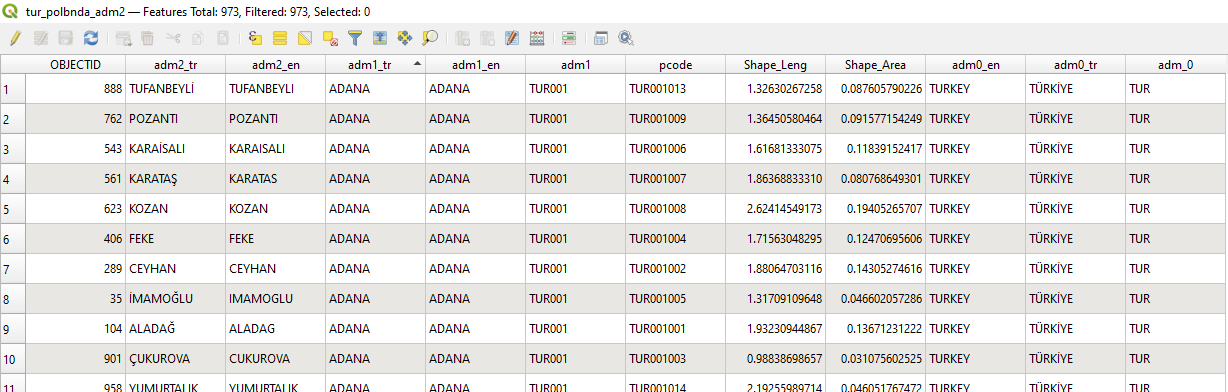 tur_polbnda_adm2 — Features Total: 973, Filtered: 973, Selected: 0
OBJECTID adm2_tr adm2_en adm1_tr adm1_en adm1 pcode Shape_Leng Shape_Area adm0_en adm0_tr adm_0
1 888 TUFANBEYLİ TUFANBEYLI ADANA ADANA TUR001 TUR001013 1.32630267258 0.087605790226 TURKEY TÜRKİYE TUR
2 762 POZANTI POZANTI ADANA ADANA TUR001 TUR001009 1.36450580464 0.091577154249 TURKEY TÜRKİYE TUR
3 543 KARAİSALI KARAISALI ADANA ADANA TUR001 TUR001006 1.61681333075 0.11839152417 TURKEY TÜRKİYE TUR
4 561 KARATAŞ KARATAS ADANA ADANA TUR001 TUR001007 1.86368833310 0.080768649301 TURKEY TÜRKİYE TUR
5 623 KOZAN KOZAN ADANA ADANA TUR001 TUR001008 2.62414549173 0.19405265707 TURKEY TÜRKİYE TUR
6 406 FEKE FEKE ADANA ADANA TUR001 TUR001004 1.71563048295 0.12470695606 TURKEY TÜRKİYE TUR
7 289 CEYHAN CEYHAN ADANA ADANA TUR001 TUR001002 1.88064703116 0.14305274616 TURKEY TÜRKİYE TUR
8 35 İMAMOĞLU IMAMOGLU ADANA ADANA TUR001 TUR001005 1.31709109648 0.046602057286 TURKEY TÜRKİYE TUR
9 104 ALADAĞ ALADAG ADANA ADANA TUR001 TUR001001 1.93230944867 0.13671231222 TURKEY TÜRKİYE TUR
10 901 ÇUKUROVA CUKUROVA ADANA ADANA TUR001 TUR001003 0.98838698657 0.031075602525 TURKEY TÜRKİYE TUR
11 958 YUMURTALIK YUMURTALIK ADANA ADANA TUR001 TUR001014 2.19255989714 0.046051767472 TURKEY TÜRKİYE TUR